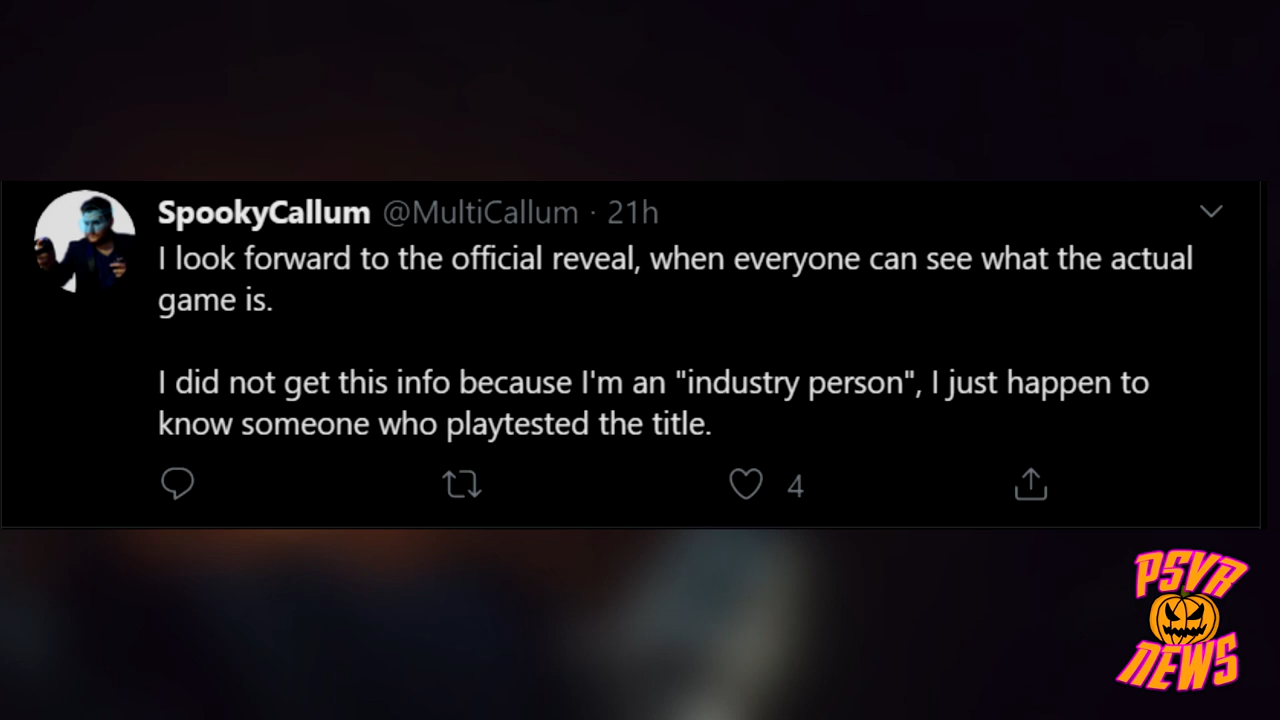 SpookyCallum @MultiCallum · 21h
I look forward to the official reveal, when everyone can see what the actual
game is.
I did not get this info because I'm an "industry person", I just happen to
know someone who playtested the title.
4
PSVR
NEWS